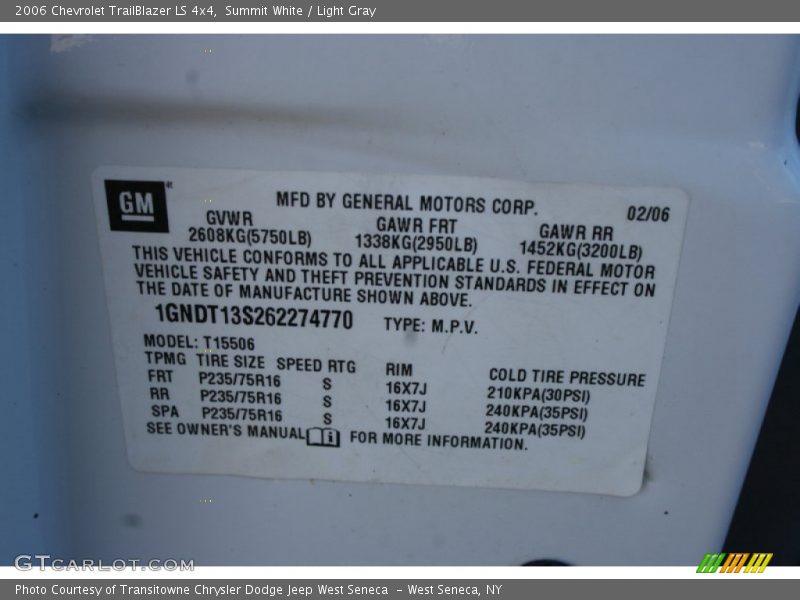 2006 Chevrolet TrailBlazer LS 4x4, Summit White / Light Gray
GM
MFD BY GENERAL MOTORS CORP. 02/06
GVWR GAWR FRT GAWR RR
2608KG(5750LB) 1338KG(2950LB) 1452KG(3200LB)
THIS VEHICLE CONFORMS TO ALL APPLICABLE U.S. FEDERAL MOTOR
VEHICLE SAFETY AND THEFT PREVENTION STANDARDS IN EFFECT ON
THE DATE OF MANUFACTURE SHOWN ABOVE.
1GNDT13S262274770 TYPE: M.P.V.
MODEL: T15506
TPMG TIRE SIZE SPEED RTG RIM COLD TIRE PRESSURE
FRT P235/75R16 S 16X7J 210KPA(30PSI)
RR P235/75R16 S 16X7J 240KPA(35PSI)
SPA P235/75R16 S 16X7J 240KPA(35PSI)
SEE OWNER'S MANUAL FOR MORE INFORMATION.
GTCARLOT.COM
Photo Courtesy of Transitowne Chrysler Dodge Jeep West Seneca - West Seneca, NY